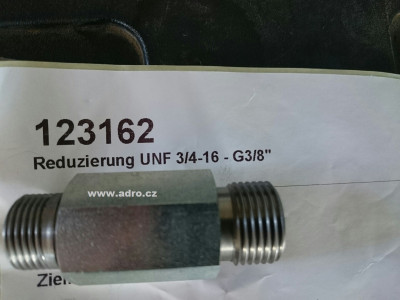 123162
Reduzierung UNF 3/4-16 - G3/8"
www.adro.cz